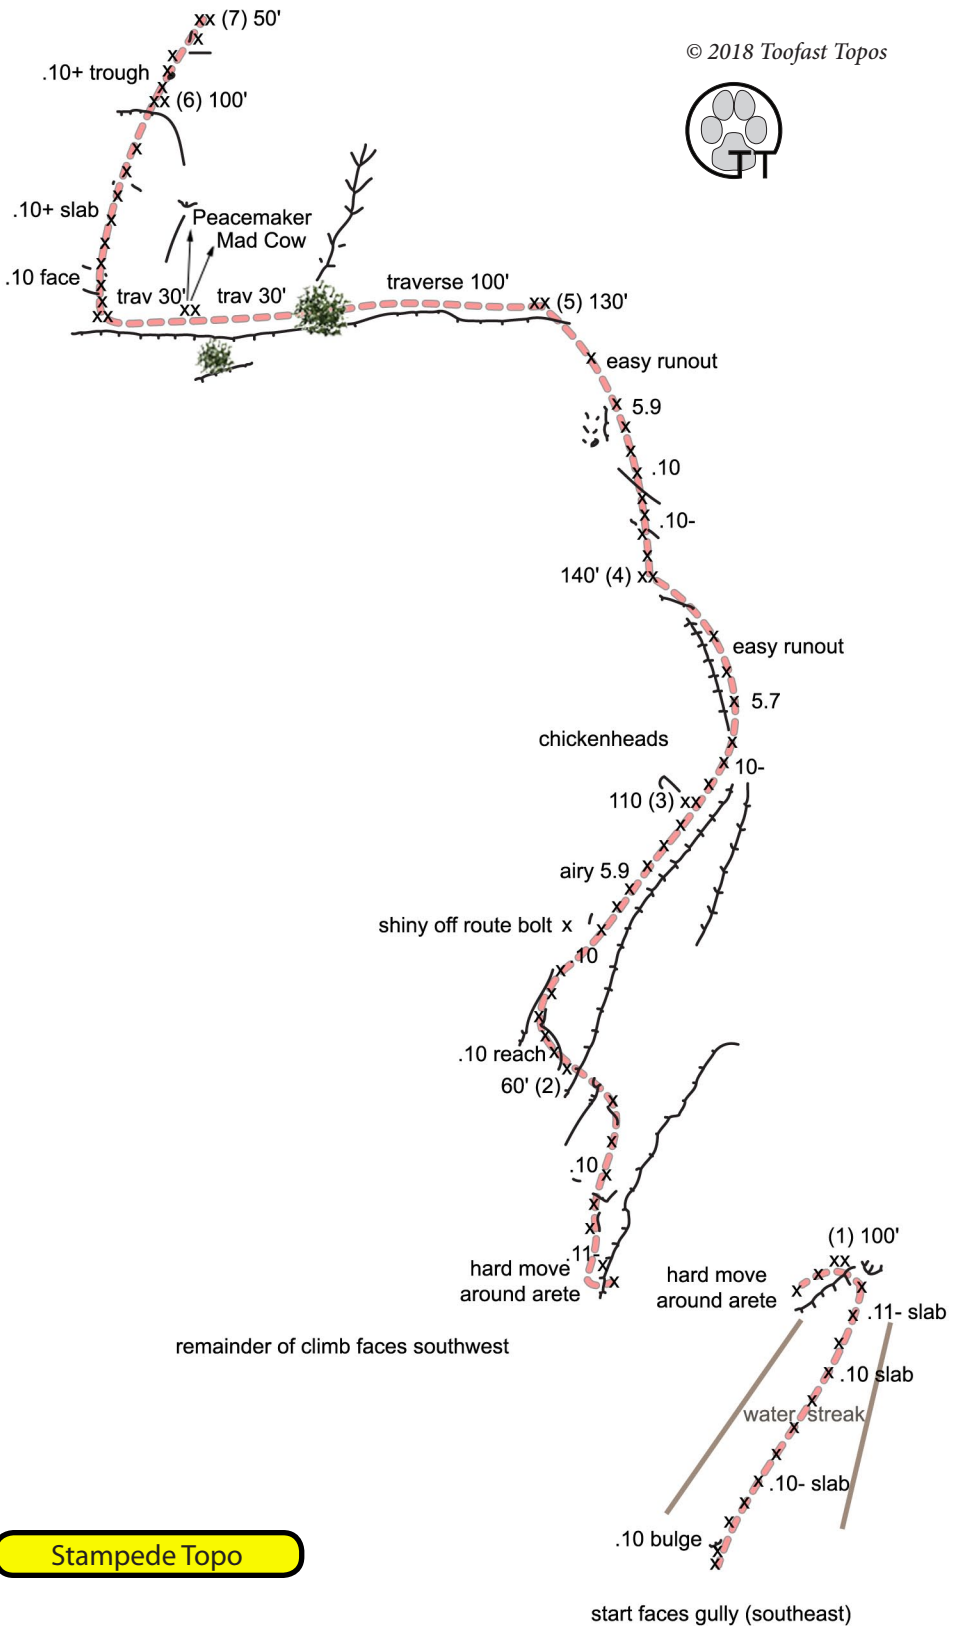 XX (7) 50'
© 2018 Toofast Topos
.10+ trough
XX (6) 100'
TT
.10+ slab
Peacemaker
Mad Cow
.10 face
trav 30'
trav 30'
traverse 100'
XX
XX
XX (5) 130'
easy runout
5.9
.10
.10-
140' (4) XX
easy runout
5.7
chickenheads
10-
110 (3) XX
airy 5.9
shiny off route bolt x
.10
.10 reach
60' (2)
.10
.11-
hard move
around arete
(1) 100'
XX
hard move
around arete
.11- slab
remainder of climb faces southwest
.10 slab
water streak
.10- slab
.10 bulge
Stampede Topo
start faces gully (southeast)